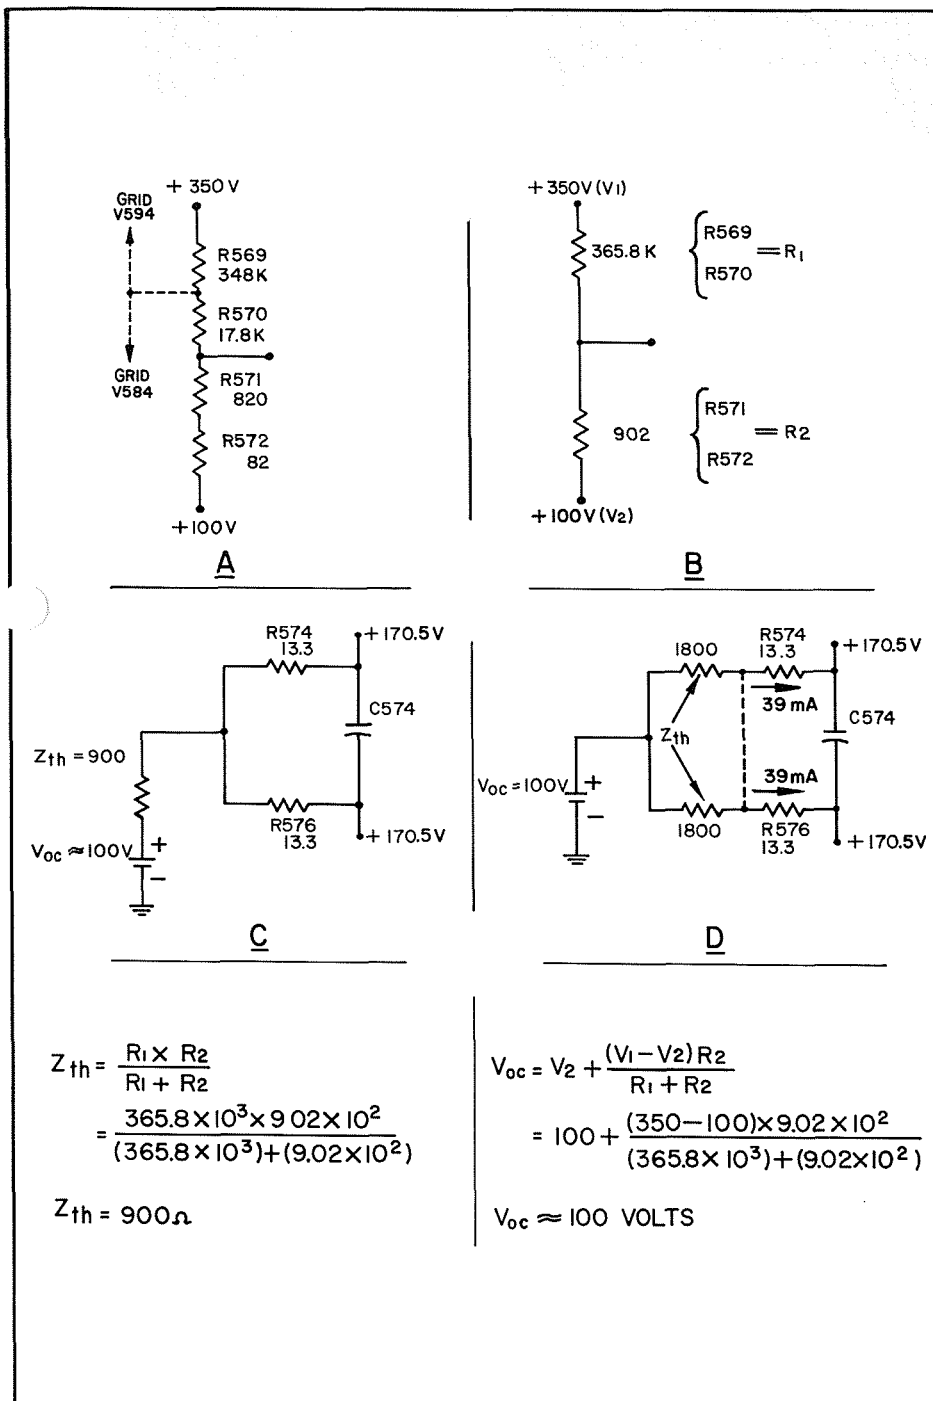 + 350 V
GRID
V594
R569
348K
R570
17.8K
GRID
V584
R571
820
R572
82
+100V
A
+350V (V1)
365.8 K
R569
R570
= R1
902
R571
R572
= R2
+100V (V2)
B
R574
13.3
+170.5V
C574
Zth = 900
R576
13.3
+170.5V
Voc ≈ 100V
+
−
C
1800
R574
13.3
+170.5V
39 mA
C574
Zth
Voc = 100V
+
−
39mA
1800
R576
13.3
+170.5V
D
Zth = R1 × R2
R1 + R2
= 365.8 × 10³ × 9 02 × 10²
(365.8 × 10³) + (9.02 × 10²)
Zth = 900Ω
Voc = V2 + (V1 − V2) R2
R1 + R2
= 100 + (350 − 100) × 9.02 × 10²
(365.8 × 10³) + (9.02 × 10²)
Voc ≈ 100 VOLTS